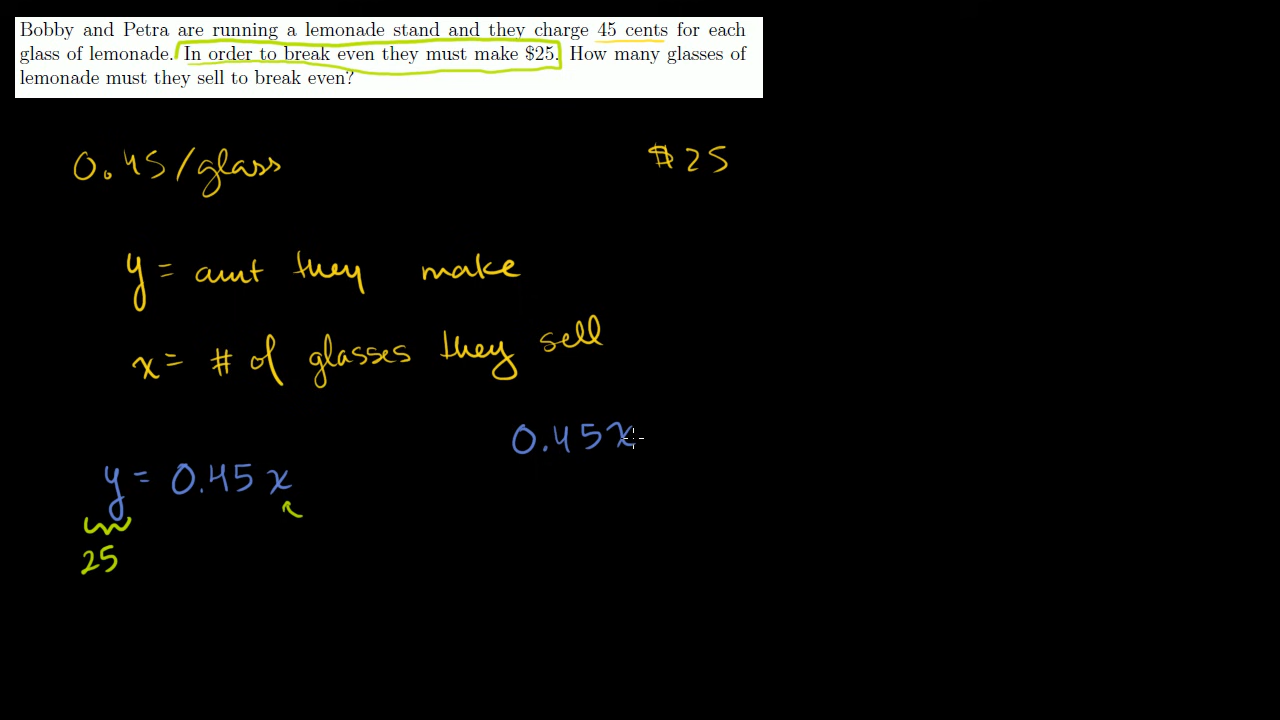 Bobby and Petra are running a lemonade stand and they charge 45 cents for each
glass of lemonade. In order to break even they must make $25. How many glasses of
lemonade must they sell to break even?
0.45/glass
$25
y = amt they make
x = # of glasses they sell
0.45x
y = 0.45x
25